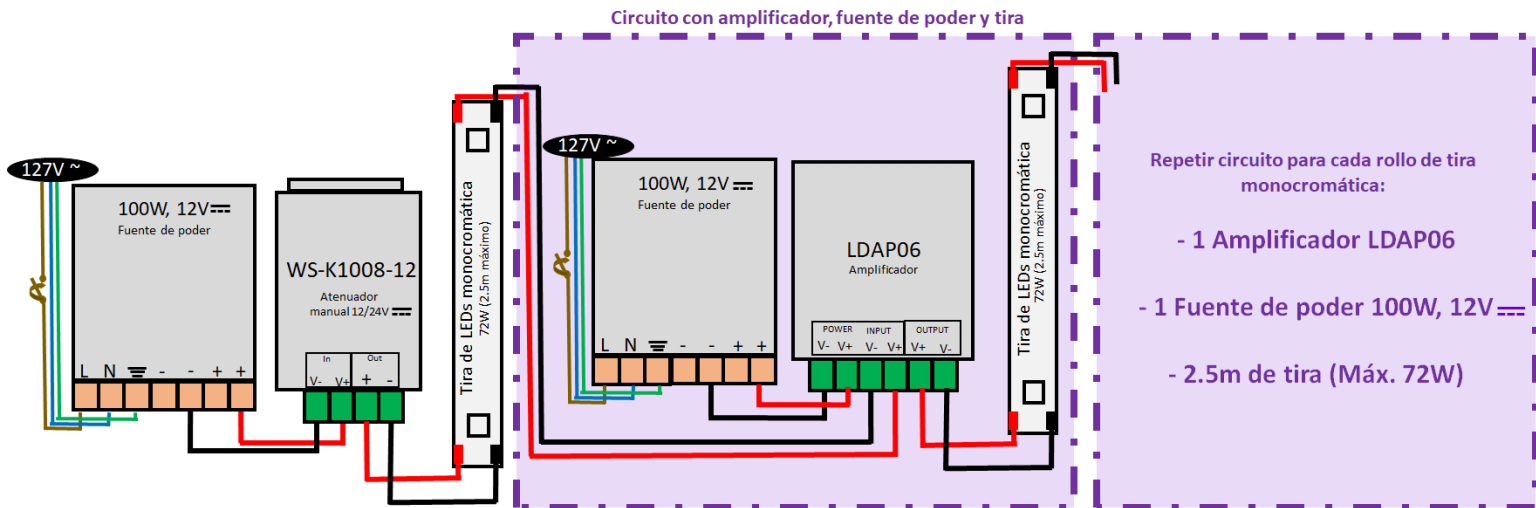 Circuito con amplificador, fuente de poder y tira
127V ~
100W, 12V
Fuente de poder
L N - - + +
WS-K1008-12
Atenuador
manual 12/24V
In Out
V- V+ + -
Tira de LEDs monocromática
72W (2.5m máximo)
127V ~
100W, 12V
Fuente de poder
L N - - + +
LDAP06
Amplificador
POWER INPUT OUTPUT
V- V+ V- V+ V+ V-
Tira de LEDs monocromática
72W (2.5m máximo)
Repetir circuito para cada rollo de tira
monocromática:
- 1 Amplificador LDAP06
- 1 Fuente de poder 100W, 12V
- 2.5m de tira (Máx. 72W)